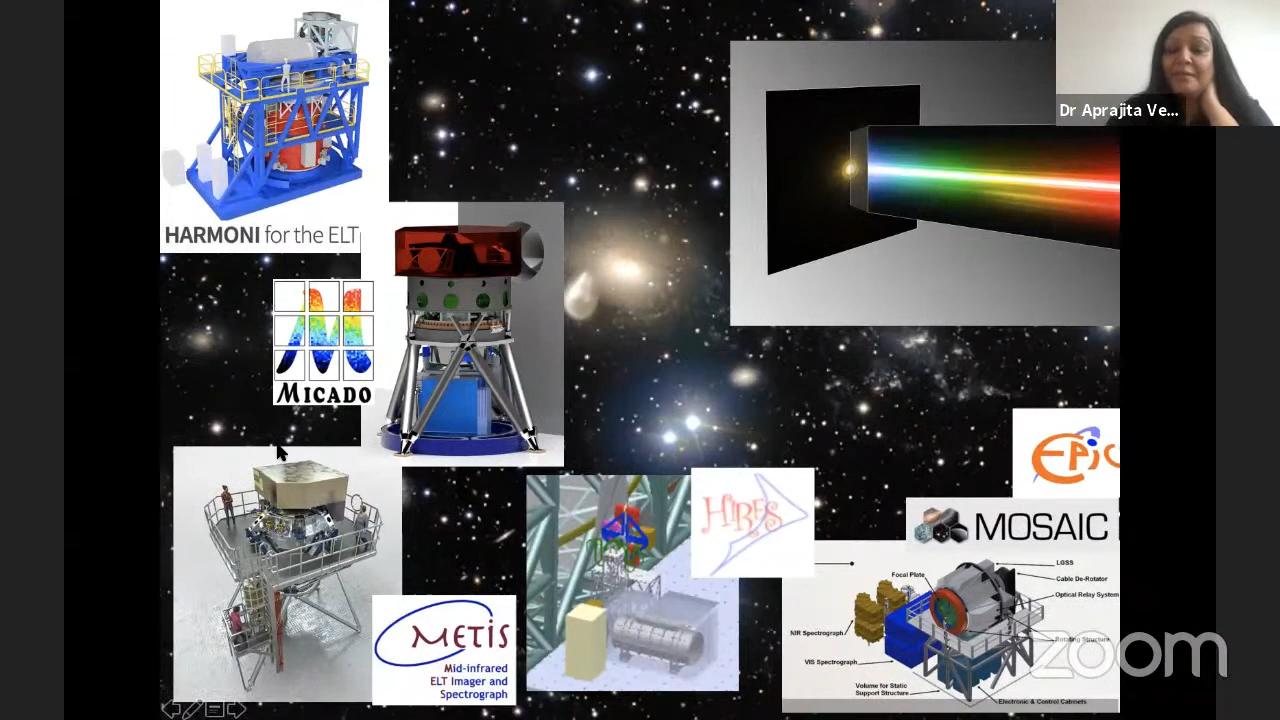 Dr Aprajita Ve...
HARMONI for the ELT
MICADO
HIRES
EPIC
MOSAIC
METIS
Mid-infrared
ELT Imager and
Spectrograph
LGSS
Focal Plate
Cable De-Rotator
Optical Relay System
NIR Spectrograph
Rotating Structure
VIS Spectrograph
Volume for Static
Support Structure
Electronic & Control Cabinets
zoom